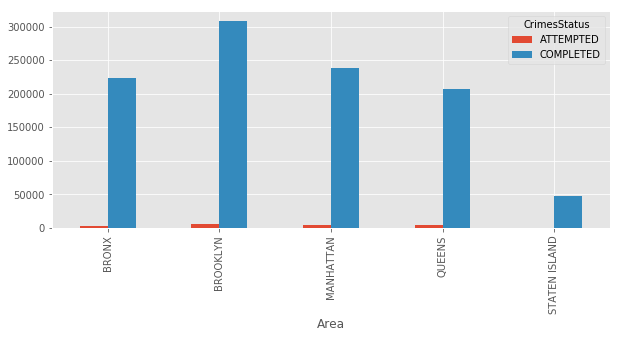 CrimesStatus
ATTEMPTED
COMPLETED
300000
250000
200000
150000
100000
50000
0
BRONX
BROOKLYN
MANHATTAN
QUEENS
STATEN ISLAND
Area